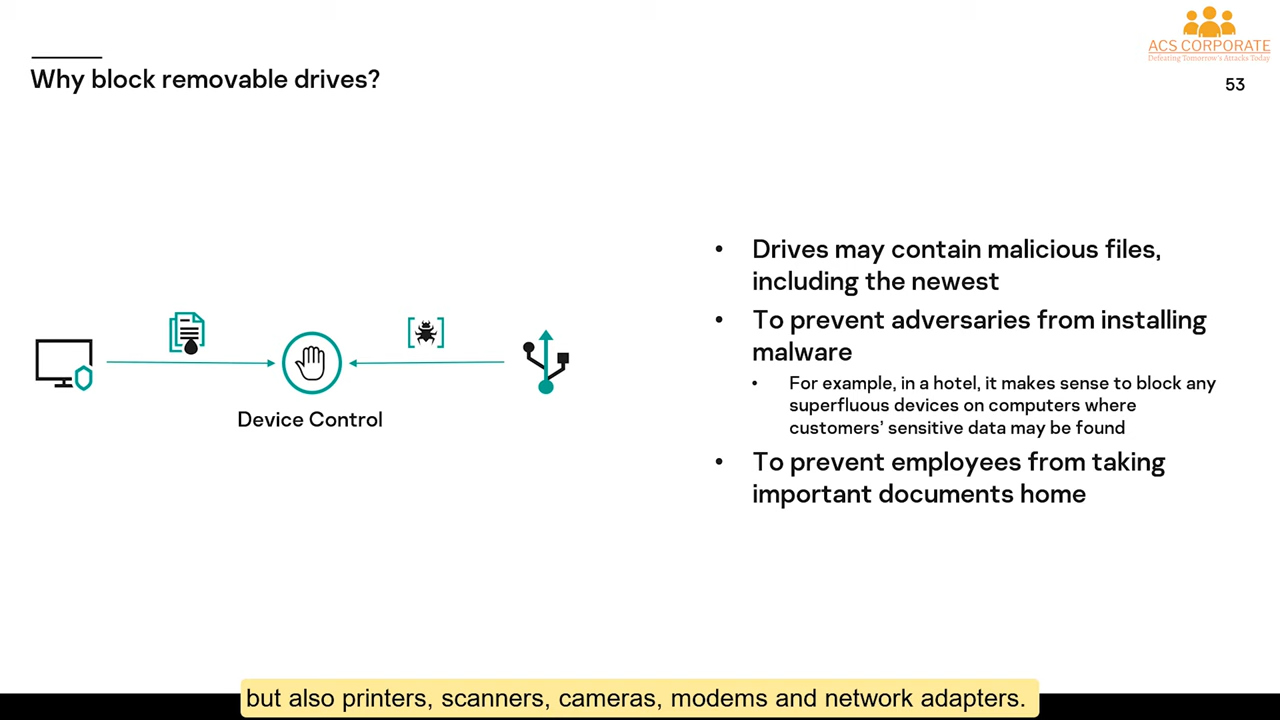 ACS CORPORATE
Defeating Tomorrow's Attacks Today
Why block removable drives?
53
• Drives may contain malicious files,
including the newest
• To prevent adversaries from installing
malware
• For example, in a hotel, it makes sense to block any
superfluous devices on computers where
customers' sensitive data may be found
• To prevent employees from taking
important documents home
Device Control
but also printers, scanners, cameras, modems and network adapters.